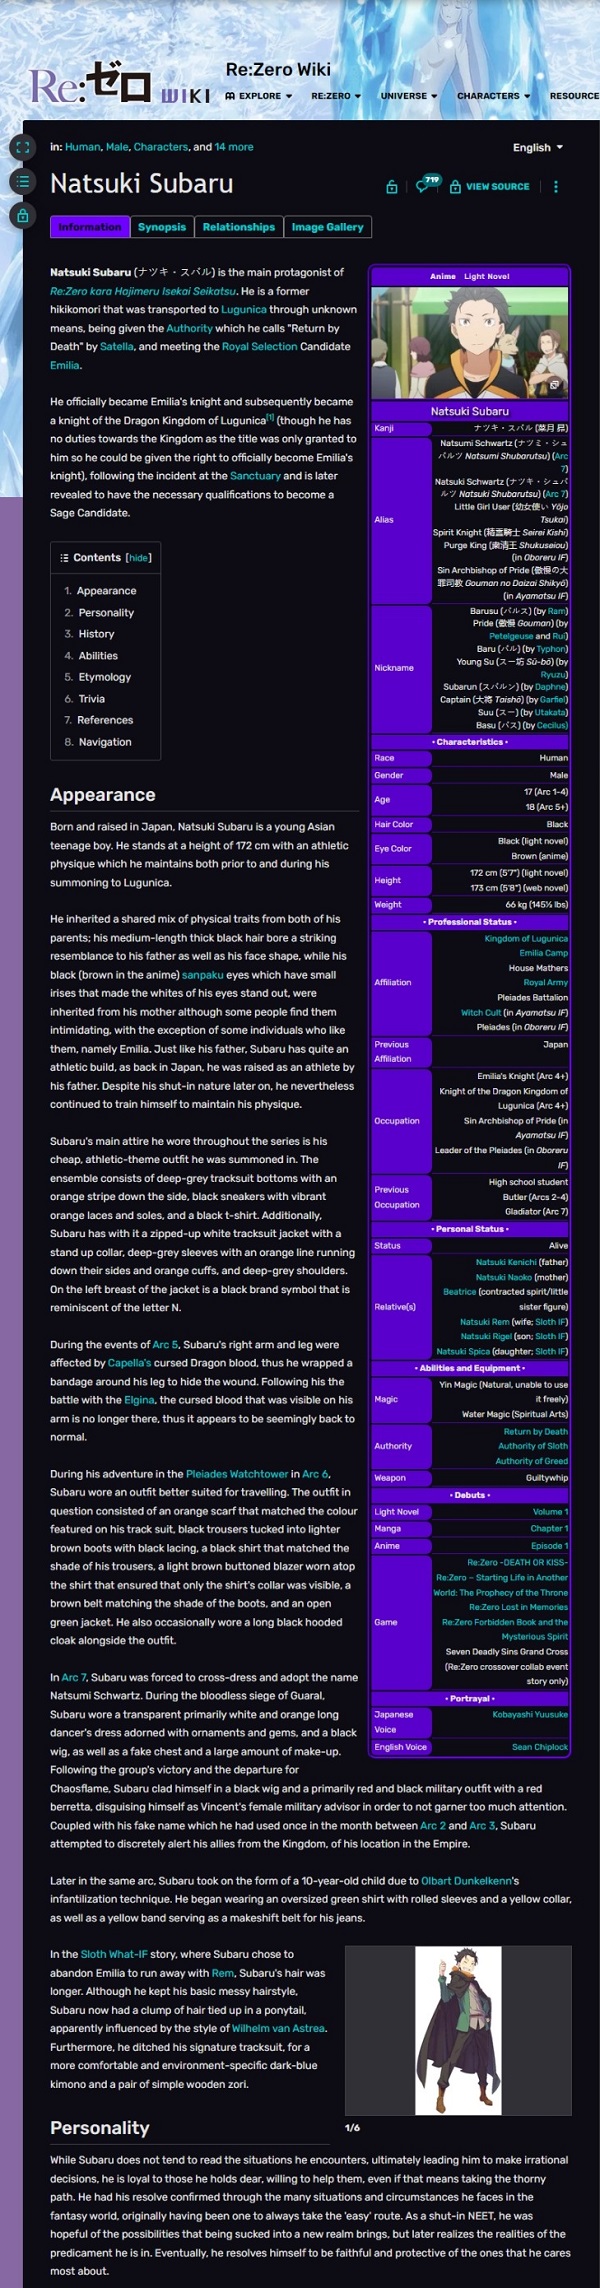 Re:ゼロ WIKI
Re:Zero Wiki
EXPLORE RE:ZERO UNIVERSE CHARACTERS RESOURCE
in: Human, Male, Characters, and 14 more
English
Natsuki Subaru
719
VIEW SOURCE
Information Synopsis Relationships Image Gallery
Natsuki Subaru (ナツキ・スバル) is the main protagonist of
Re:Zero kara Hajimeru Isekai Seikatsu. He is a former
hikikomori that was transported to Lugunica through unknown
means, being given the Authority which he calls "Return by
Death" by Satella, and meeting the Royal Selection Candidate
Emilia.
He officially became Emilia's knight and subsequently became
a knight of the Dragon Kingdom of Lugunica[1] (though he has
no duties towards the Kingdom as the title was only granted to
him so he could be given the right to officially become Emilia's
knight), following the incident at the Sanctuary and is later
revealed to have the necessary qualifications to become a
Sage Candidate.
Contents [hide]
1. Appearance
2. Personality
3. History
4. Abilities
5. Etymology
6. Trivia
7. References
8. Navigation
Anime Light Novel
Natsuki Subaru
Kanji ナツキ・スバル (菜月 昴)
Alias
Natsumi Schwartz (ナツミ・シュ
バルツ Natsumi Shubarutsu) (Arc
7)
Natsuki Schwartz (ナツキ・シュバ
ルツ Natsuki Shubarutsu) (Arc 7)
Little Girl User (幼女使い Yōjo
Tsukai)
Spirit Knight (精霊騎士 Seirei Kishi)
Purge King (粛清王 Shukuseiou)
(in Oboreru IF)
Sin Archbishop of Pride (傲慢の大
罪司教 Gouman no Daizai Shikyō)
(in Ayamatsu IF)
Nickname
Barusu (バルス) (by Ram)
Pride (傲慢 Gouman) (by
Petelgeuse and Rui)
Baru (バル) (by Typhon)
Young Su (スー坊 Sū-bō) (by
Ryuzu)
Subarun (スバルン) (by Daphne)
Captain (大将 Taishō) (by Garfiel)
Suu (スー) (by Utakata)
Basu (バス) (by Cecilus)
• Characteristics •
Race Human
Gender Male
Age
17 (Arc 1-4)
18 (Arc 5+)
Hair Color Black
Eye Color
Black (light novel)
Brown (anime)
Height
172 cm (5'7") (light novel)
173 cm (5'8") (web novel)
Weight 66 kg (145½ lbs)
• Professional Status •
Affiliation
Kingdom of Lugunica
Emilia Camp
House Mathers
Royal Army
Pleiades Battalion
Witch Cult (in Ayamatsu IF)
Pleiades (in Oboreru IF)
Previous
Affiliation
Japan
Occupation
Emilia's Knight (Arc 4+)
Knight of the Dragon Kingdom of
Lugunica (Arc 4+)
Sin Archbishop of Pride (in
Ayamatsu IF)
Leader of the Pleiades (in Oboreru
IF)
Previous
Occupation
High school student
Butler (Arcs 2-4)
Gladiator (Arc 7)
• Personal Status •
Status Alive
Relative(s)
Natsuki Kenichi (father)
Natsuki Naoko (mother)
Beatrice (contracted spirit/little
sister figure)
Natsuki Rem (wife; Sloth IF)
Natsuki Rigel (son; Sloth IF)
Natsuki Spica (daughter; Sloth IF)
• Abilities and Equipment •
Magic
Yin Magic (Natural, unable to use
it freely)
Water Magic (Spiritual Arts)
Authority
Return by Death
Authority of Sloth
Authority of Greed
Weapon Guiltywhip
• Debuts •
Light Novel Volume 1
Manga Chapter 1
Anime Episode 1
Game
Re:Zero -DEATH OR KISS-
Re:Zero – Starting Life in Another
World: The Prophecy of the Throne
Re:Zero Lost in Memories
Re:Zero Forbidden Book and the
Mysterious Spirit
Seven Deadly Sins Grand Cross
(Re:Zero crossover collab event
story only)
• Portrayal •
Japanese
Voice
Kobayashi Yuusuke
English Voice Sean Chiplock
Appearance
Born and raised in Japan, Natsuki Subaru is a young Asian
teenage boy. He stands at a height of 172 cm with an athletic
physique which he maintains both prior to and during his
summoning to Lugunica.
He inherited a shared mix of physical traits from both of his
parents; his medium-length thick black hair bore a striking
resemblance to his father as well as his face shape, while his
black (brown in the anime) sanpaku eyes which have small
irises that made the whites of his eyes stand out, were
inherited from his mother although some people find them
intimidating, with the exception of some individuals who like
them, namely Emilia. Just like his father, Subaru has quite an
athletic build, as back in Japan, he was raised as an athlete by
his father. Despite his shut-in nature later on, he nevertheless
continued to train himself to maintain his physique.
Subaru's main attire he wore throughout the series is his
cheap, athletic-theme outfit he was summoned in. The
ensemble consists of deep-grey tracksuit bottoms with an
orange stripe down the side, black sneakers with vibrant
orange laces and soles, and a black t-shirt. Additionally,
Subaru has with it a zipped-up white tracksuit jacket with a
stand up collar, deep-grey sleeves with an orange line running
down their sides and orange cuffs, and deep-grey shoulders.
On the left breast of the jacket is a black brand symbol that is
reminiscent of the letter N.
During the events of Arc 5, Subaru's right arm and leg were
affected by Capella's cursed Dragon blood, thus he wrapped a
bandage around his leg to hide the wound. Following his the
battle with the Elgina, the cursed blood that was visible on his
arm is no longer there, thus it appears to be seemingly back to
normal.
During his adventure in the Pleiades Watchtower in Arc 6,
Subaru wore an outfit better suited for travelling. The outfit in
question consisted of an orange scarf that matched the colour
featured on his track suit, black trousers tucked into lighter
brown boots with black lacing, a black shirt that matched the
shade of his trousers, a light brown buttoned blazer worn atop
the shirt that ensured that only the shirt's collar was visible, a
brown belt matching the shade of the boots, and an open
green jacket. He also occasionally wore a long black hooded
cloak alongside the outfit.
In Arc 7, Subaru was forced to cross-dress and adopt the name
Natsumi Schwartz. During the bloodless siege of Guaral,
Subaru wore a transparent primarily white and orange long
dancer's dress adorned with ornaments and gems, and a black
wig, as well as a fake chest and a large amount of make-up.
Following the group's victory and the departure for
Chaosflame, Subaru clad himself in a black wig and a primarily red and black military outfit with a red
berretta, disguising himself as Vincent's female military advisor in order to not garner too much attention.
Coupled with his fake name which he had used once in the month between Arc 2 and Arc 3, Subaru
attempted to discretely alert his allies from the Kingdom, of his location in the Empire.
Later in the same arc, Subaru took on the form of a 10-year-old child due to Olbart Dunkelkenn's
infantilization technique. He began wearing an oversized green shirt with rolled sleeves and a yellow collar,
as well as a yellow band serving as a makeshift belt for his jeans.
In the Sloth What-IF story, where Subaru chose to
abandon Emilia to run away with Rem, Subaru's hair was
longer. Although he kept his basic messy hairstyle,
Subaru now had a clump of hair tied up in a ponytail,
apparently influenced by the style of Wilhelm van Astrea.
Furthermore, he ditched his signature tracksuit, for a
more comfortable and environment-specific dark-blue
kimono and a pair of simple wooden zori.
1/6
Personality
While Subaru does not tend to read the situations he encounters, ultimately leading him to make irrational
decisions, he is loyal to those he holds dear, willing to help them, even if that means taking the thorny
path. He had his resolve confirmed through the many situations and circumstances he faces in the
fantasy world, originally having been one to always take the 'easy' route. As a shut-in NEET, he was
hopeful of the possibilities that being sucked into a new realm brings, but later realizes the realities of the
predicament he is in. Eventually, he resolves himself to be faithful and protective of the ones that he cares
most about.